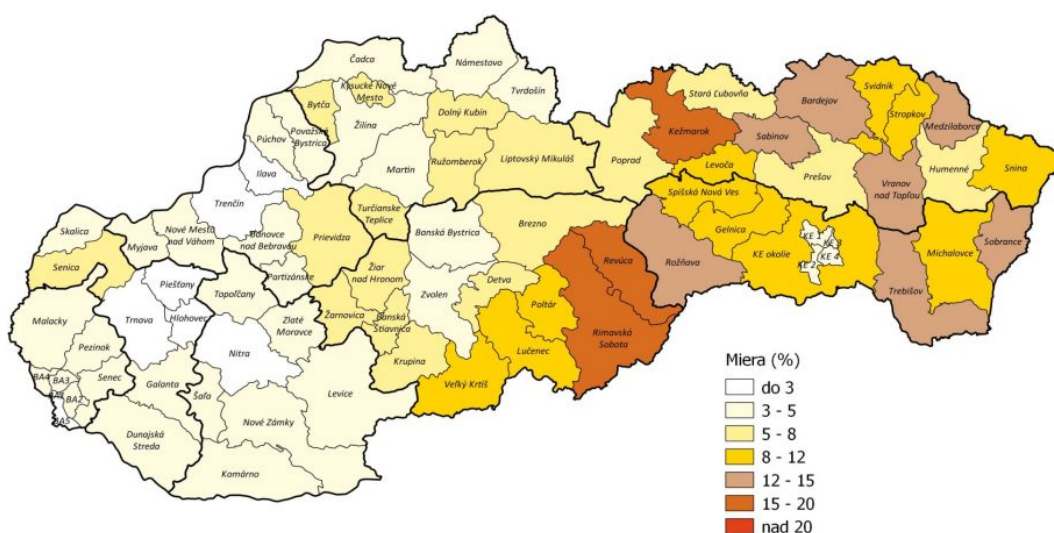 Čadca
Námestovo
Tvrdošín
Kysucké Nové
Mesto
Bytča
Dolný Kubín
Žilina
Púchov
Považská
Bystrica
Ilava
Martin
Ružomberok
Liptovský Mikuláš
Trenčín
Turčianske
Teplice
Prievidza
Bánovce
nad Bebravou
Nové Mesto
nad Váhom
Myjava
Skalica
Senica
Partizánske
Topoľčany
Piešťany
Hlohovec
Trnava
Malacky
Pezinok
Senec
BA4
BA3
BA2
BA5
Galanta
Dunajská
Streda
Šaľa
Nitra
Zlaté
Moravce
Nové Zámky
Komárno
Levice
Žiar
nad Hronom
Žarnovica
Banská
Štiavnica
Krupina
Zvolen
Banská Bystrica
Brezno
Detva
Poltár
Lučenec
Veľký Krtíš
Revúca
Rimavská
Sobota
Poprad
Kežmarok
Stará Ľubovňa
Levoča
Sabinov
Prešov
Bardejov
Svidník
Stropkov
Medzilaborce
Humenné
Snina
Vranov
nad Topľou
Spišská Nová Ves
Gelnica
Rožňava
KE okolie
KE 1
KE 3
KE 2
KE 4
Michalovce
Sobrance
Trebišov
Miera (%)
do 3
3 - 5
5 - 8
8 - 12
12 - 15
15 - 20
nad 20